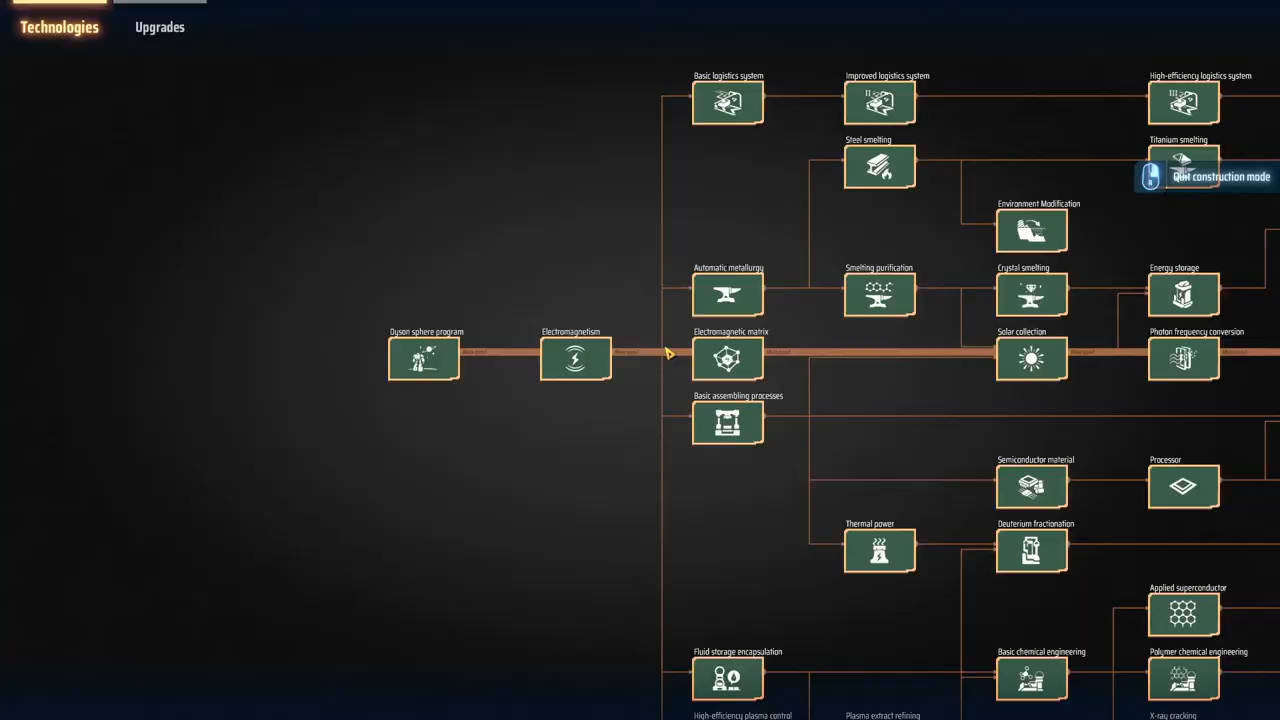 Technologies
Upgrades
Basic logistics system
Improved logistics system
High-efficiency logistics system
Steel smelting
Titanium smelting
R
Quit construction mode
Environment Modification
Automatic metallurgy
Smelting purification
Crystal smelting
Energy storage
Dyson sphere program
Electromagnetism
Electromagnetic matrix
Solar collection
Photon frequency conversion
Basic assembling processes
Semiconductor material
Processor
Thermal power
Deuterium fractionation
Applied superconductor
Fluid storage encapsulation
Basic chemical engineering
Polymer chemical engineering
High-efficiency plasma control
Plasma extract refining
X-ray cracking